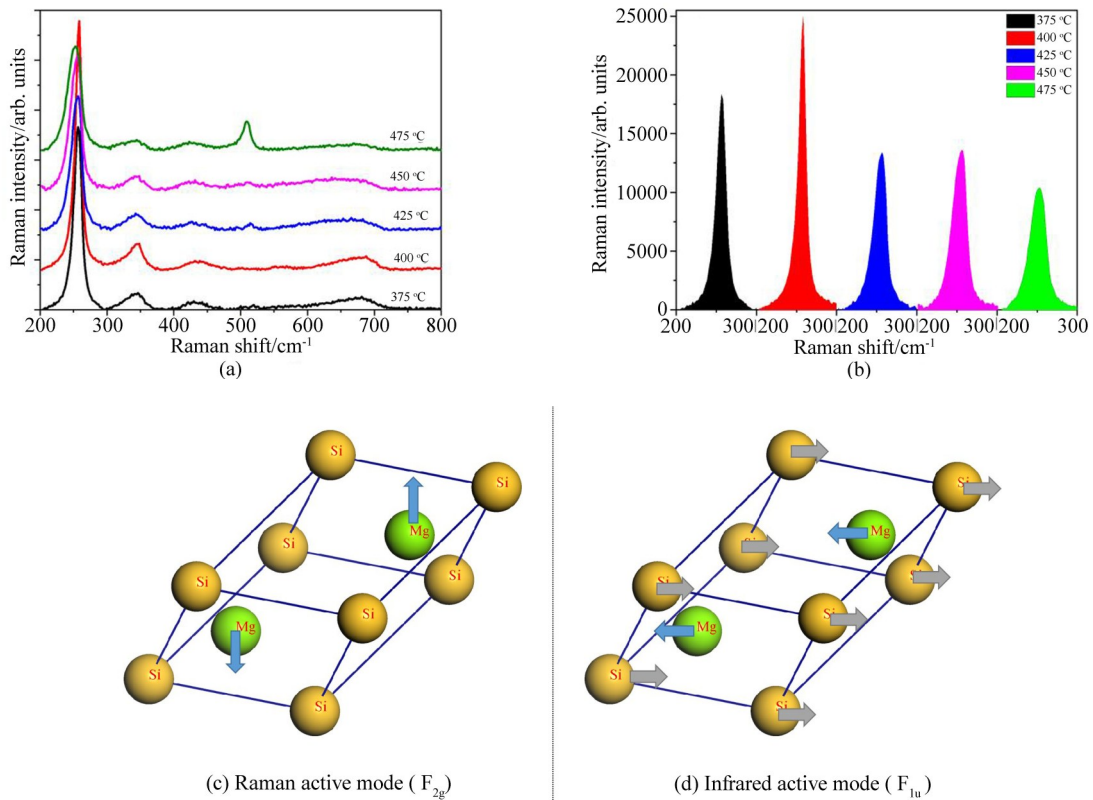 Raman intensity/arb. units
475 °C
450 °C
425 °C
400 °C
375 °C
200 300 400 500 600 700 800
Raman shift/cm-1
(a)
Raman intensity/arb. units
25000
20000
15000
10000
5000
0
375 °C
400 °C
425 °C
450 °C
475 °C
200 300|200 300|200 300|200 300|200 300
Raman shift/cm-1
(b)
Si
Si
Mg
Si
Si
Si
Si
Mg
Si
Si
(c) Raman active mode ( F2g)
Si
Si
Mg
Si
Si
Si
Si
Mg
Si
Si
(d) Infrared active mode ( F1u)